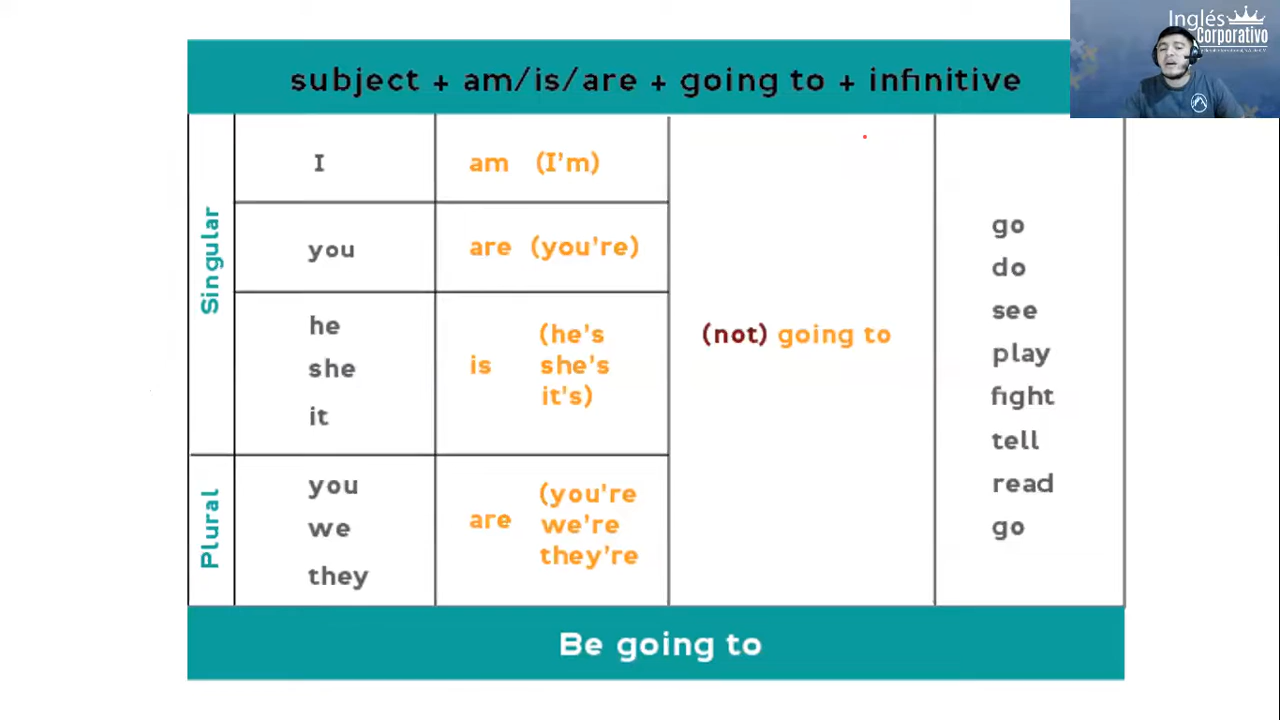 Inglés
Corporativo
subject + am/is/are + going to + infinitive
Singular
I
am (I'm)
you
are (you're)
he
she
it
is
(he's
she's
it's)
(not) going to
go
do
see
play
fight
tell
read
go
Plural
you
we
they
are
(you're
we're
they're
Be going to